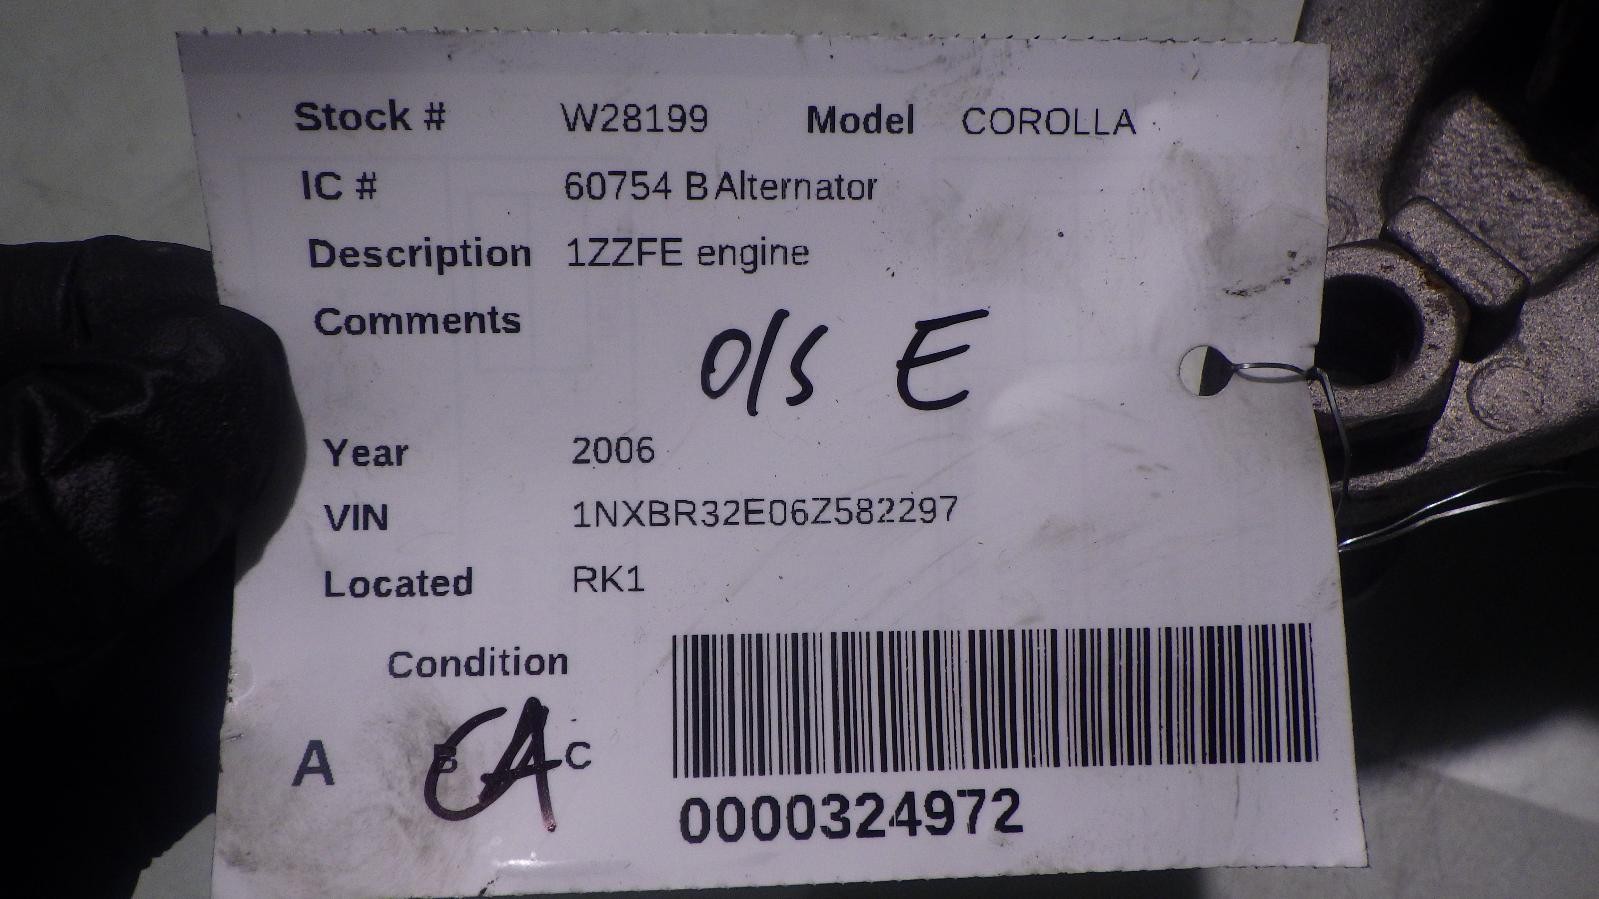 Stock # W28199 Model COROLLA
IC # 60754 B Alternator
Description 1ZZFE engine
Comments
O/S E
Year 2006
VIN 1NXBR32E06Z582297
Located RK1
Condition
A B A C
0000324972